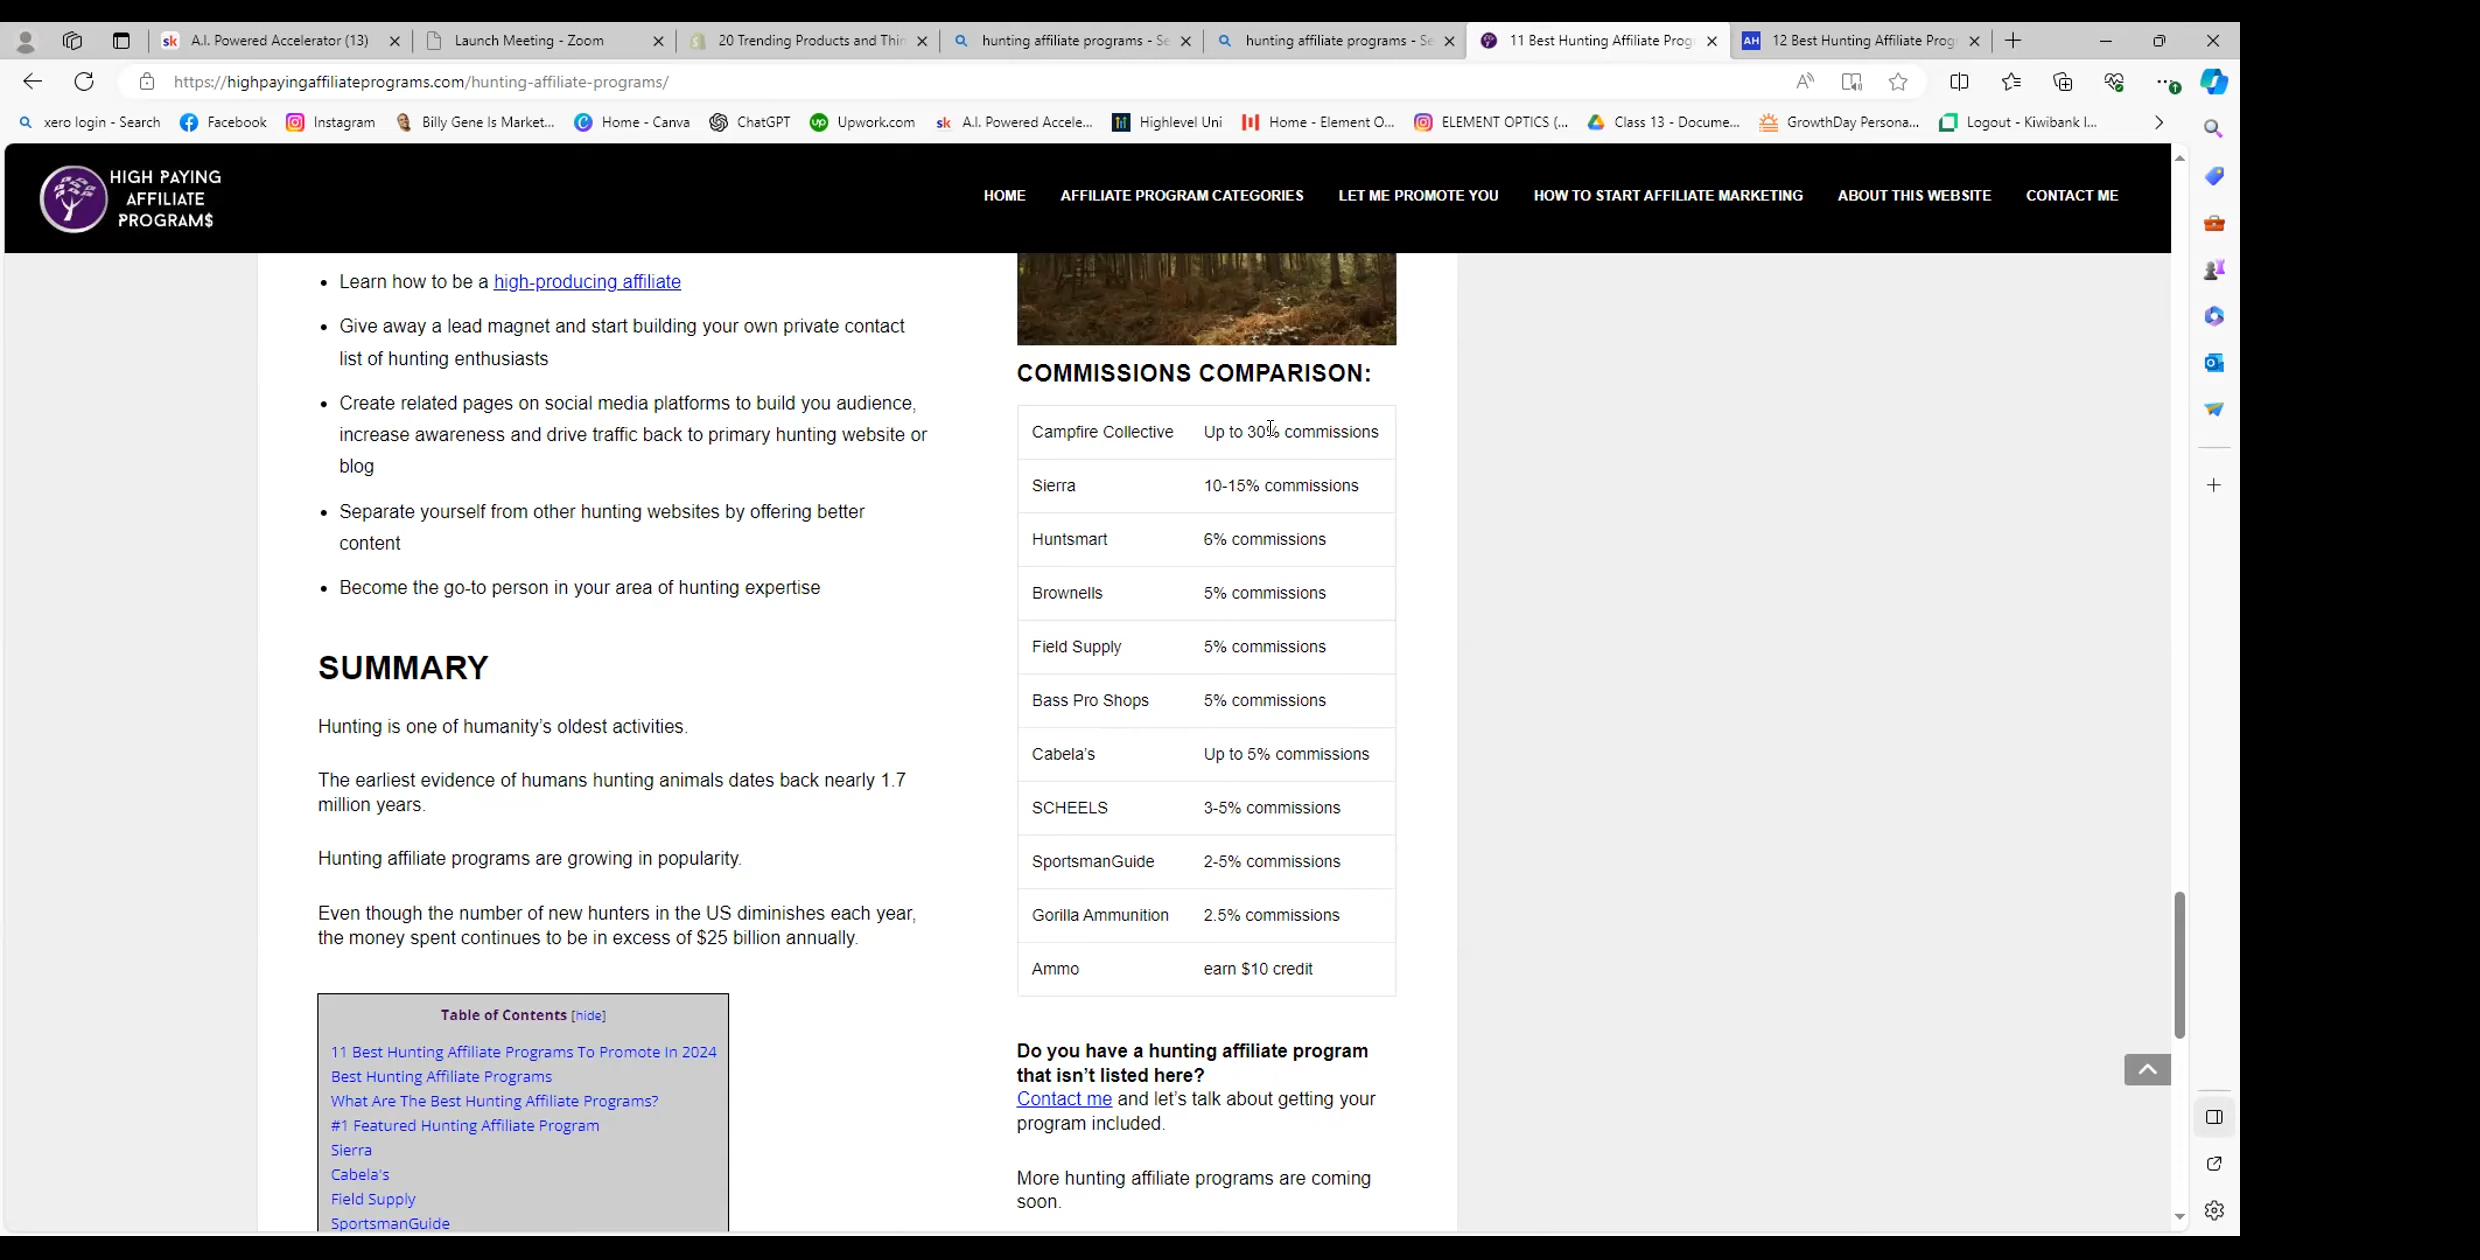 A.I. Powered Accelerator (13)
Launch Meeting - Zoom
20 Trending Products and Thin
hunting affiliate programs - Se
hunting affiliate programs - Se
11 Best Hunting Affiliate Prog
12 Best Hunting Affiliate Prog
https://highpayingaffiliateprograms.com/hunting-affiliate-programs/
xero login - Search
Facebook
Instagram
Billy Gene Is Market...
Home - Canva
ChatGPT
Upwork.com
A.I. Powered Accele...
Highlevel Uni
Home - Element O...
ELEMENT OPTICS (...
Class 13 - Docume...
GrowthDay Persona...
Logout - Kiwibank I...
HIGH PAYING
AFFILIATE
PROGRAM$
HOME
AFFILIATE PROGRAM CATEGORIES
LET ME PROMOTE YOU
HOW TO START AFFILIATE MARKETING
ABOUT THIS WEBSITE
CONTACT ME
• Learn how to be a high-producing affiliate
• Give away a lead magnet and start building your own private contact
list of hunting enthusiasts
• Create related pages on social media platforms to build you audience,
increase awareness and drive traffic back to primary hunting website or
blog
• Separate yourself from other hunting websites by offering better
content
• Become the go-to person in your area of hunting expertise
SUMMARY
Hunting is one of humanity's oldest activities.
The earliest evidence of humans hunting animals dates back nearly 1.7
million years.
Hunting affiliate programs are growing in popularity.
Even though the number of new hunters in the US diminishes each year,
the money spent continues to be in excess of $25 billion annually.
Table of Contents [hide]
11 Best Hunting Affiliate Programs To Promote In 2024
Best Hunting Affiliate Programs
What Are The Best Hunting Affiliate Programs?
#1 Featured Hunting Affiliate Program
Sierra
Cabela's
Field Supply
SportsmanGuide
COMMISSIONS COMPARISON:
Campfire Collective Up to 30% commissions
Sierra 10-15% commissions
Huntsmart 6% commissions
Brownells 5% commissions
Field Supply 5% commissions
Bass Pro Shops 5% commissions
Cabela's Up to 5% commissions
SCHEELS 3-5% commissions
SportsmanGuide 2-5% commissions
Gorilla Ammunition 2.5% commissions
Ammo earn $10 credit
Do you have a hunting affiliate program
that isn't listed here?
Contact me and let's talk about getting your
program included.
More hunting affiliate programs are coming
soon.